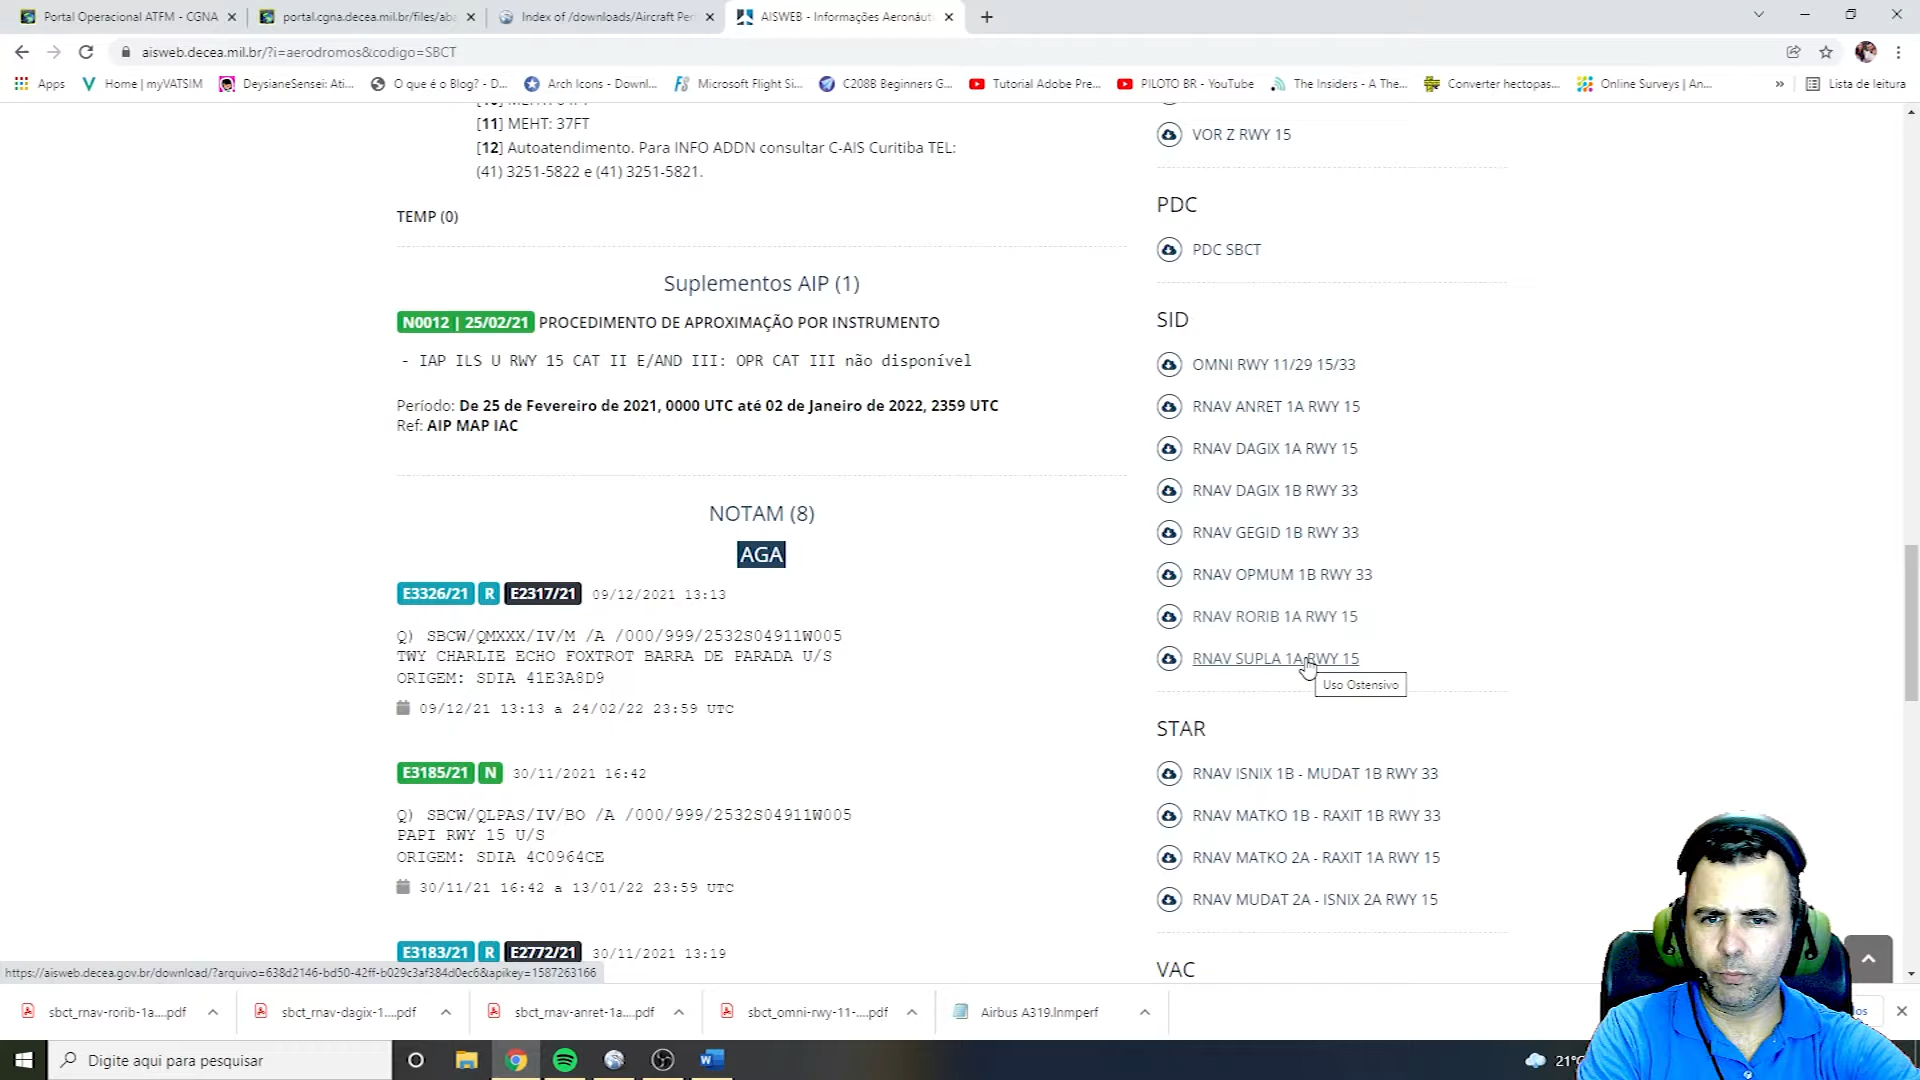 Portal Operacional ATFM - CGNA
portal.cgna.decea.mil.br/files/aba
Index of /downloads/Aircraft Per
AISWEB - Informações Aeronáut
aisweb.decea.mil.br/?i=aerodromos&codigo=SBCT
Apps
Home | myVATSIM
DeysianeSensei: Ati...
O que é o Blog? - D...
Arch Icons - Downl...
Microsoft Flight Si...
C208B Beginners G...
Tutorial Adobe Pre...
PILOTO BR - YouTube
The Insiders - A The...
Converter hectopas...
Online Surveys | An...
»
Lista de leitura
[11] MEHT: 37FT
[12] Autoatendimento. Para INFO ADDN consultar C-AIS Curitiba TEL:
(41) 3251-5822 e (41) 3251-5821.
TEMP (0)
Suplementos AIP (1)
N0012 | 25/02/21 PROCEDIMENTO DE APROXIMAÇÃO POR INSTRUMENTO
- IAP ILS U RWY 15 CAT II E/AND III: OPR CAT III não disponível
Período: De 25 de Fevereiro de 2021, 0000 UTC até 02 de Janeiro de 2022, 2359 UTC
Ref: AIP MAP IAC
NOTAM (8)
AGA
E3326/21 R E2317/21 09/12/2021 13:13
Q) SBCW/QMXXX/IV/M /A /000/999/2532S04911W005
TWY CHARLIE ECHO FOXTROT BARRA DE PARADA U/S
ORIGEM: SDIA 41E3A8D9
09/12/21 13:13 a 24/02/22 23:59 UTC
E3185/21 N 30/11/2021 16:42
Q) SBCW/QLPAS/IV/BO /A /000/999/2532S04911W005
PAPI RWY 15 U/S
ORIGEM: SDIA 4C0964CE
30/11/21 16:42 a 13/01/22 23:59 UTC
E3183/21 R E2772/21 30/11/2021 13:19
VOR Z RWY 15
PDC
PDC SBCT
SID
OMNI RWY 11/29 15/33
RNAV ANRET 1A RWY 15
RNAV DAGIX 1A RWY 15
RNAV DAGIX 1B RWY 33
RNAV GEGID 1B RWY 33
RNAV OPMUM 1B RWY 33
RNAV RORIB 1A RWY 15
RNAV SUPLA 1A RWY 15
Uso Ostensivo
STAR
RNAV ISNIX 1B - MUDAT 1B RWY 33
RNAV MATKO 1B - RAXIT 1B RWY 33
RNAV MATKO 2A - RAXIT 1A RWY 15
RNAV MUDAT 2A - ISNIX 2A RWY 15
VAC
https://aisweb.decea.gov.br/download/?arquivo=638d2146-bd50-42ff-b029c3af384d0ec6&apikey=1587263166
sbct_rnav-rorib-1a....pdf
sbct_rnav-dagix-1....pdf
sbct_rnav-anret-1a....pdf
sbct_omni-rwy-11-....pdf
Airbus A319.lnmperf
os
Digite aqui para pesquisar
21°C